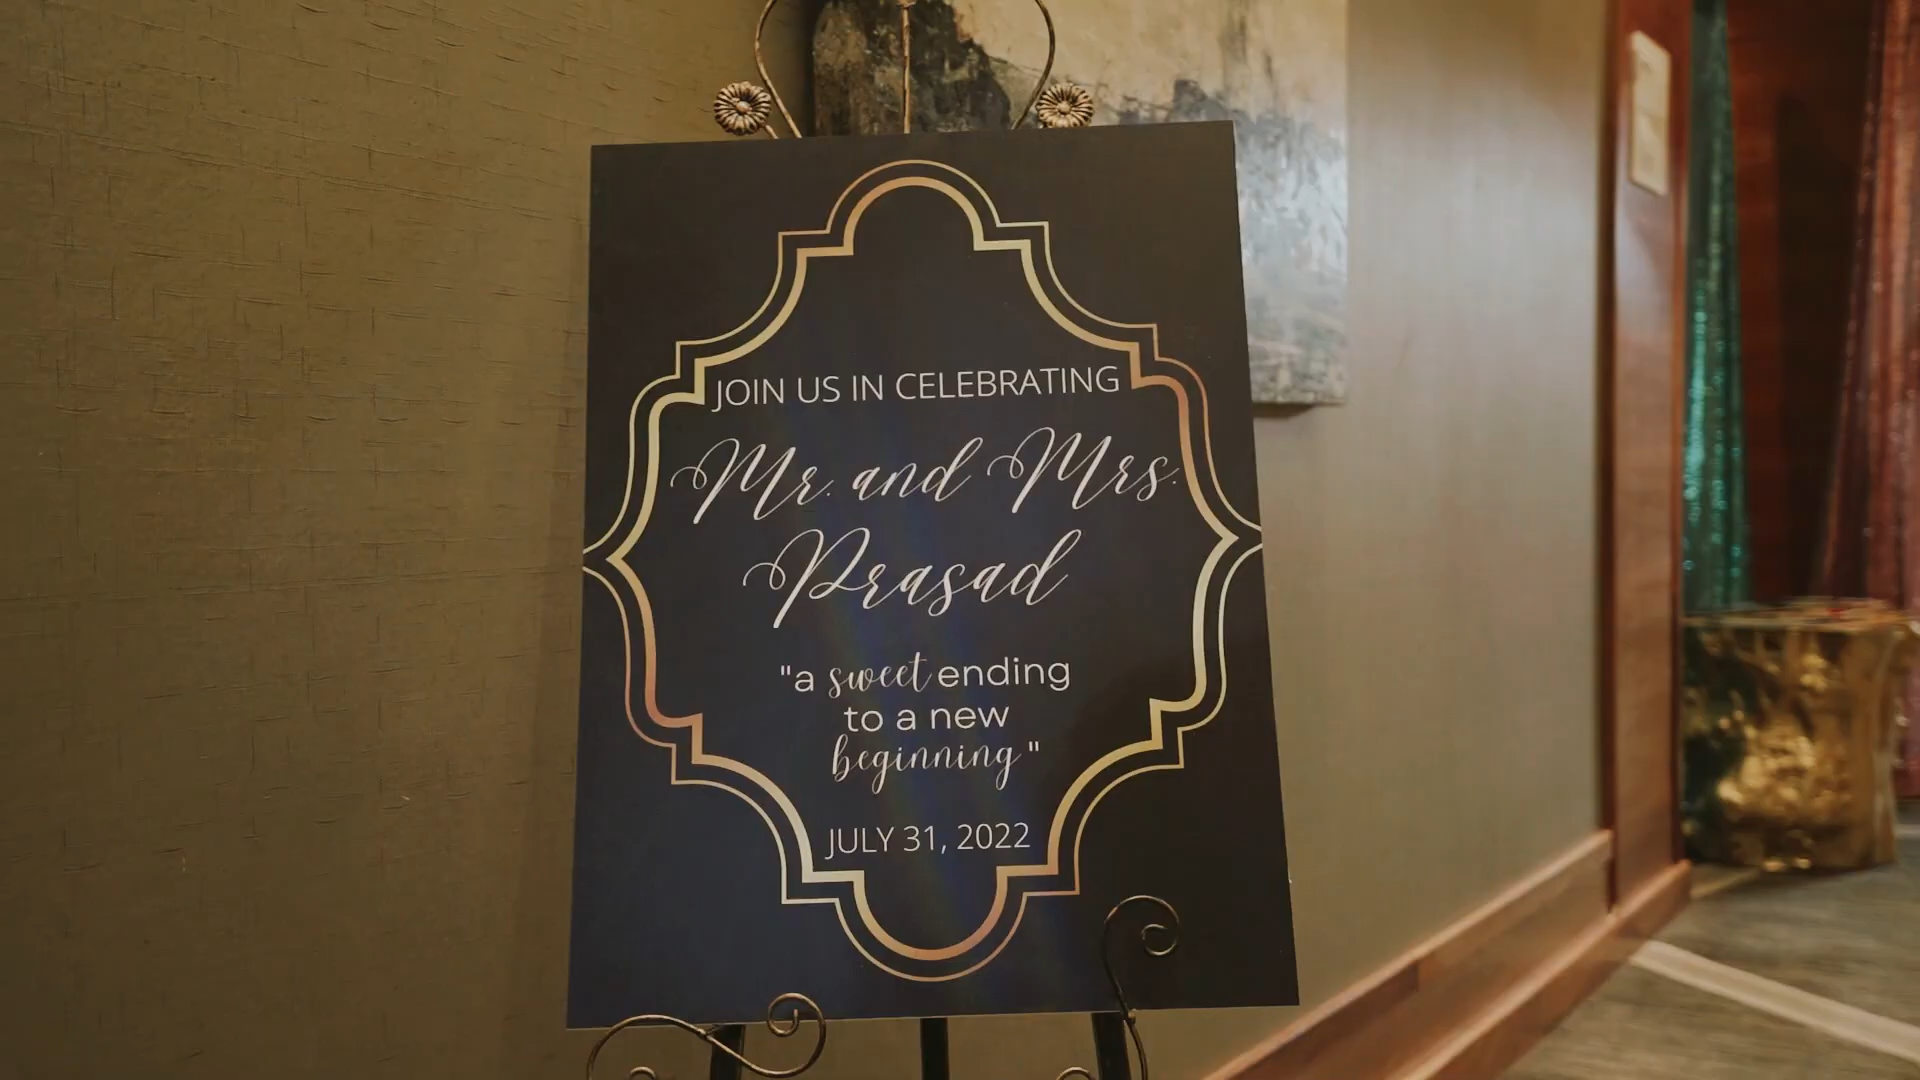 JOIN US IN CELEBRATING
Mr. and Mrs.
Prasad
"a sweet ending
to a new
beginning"
JULY 31, 2022